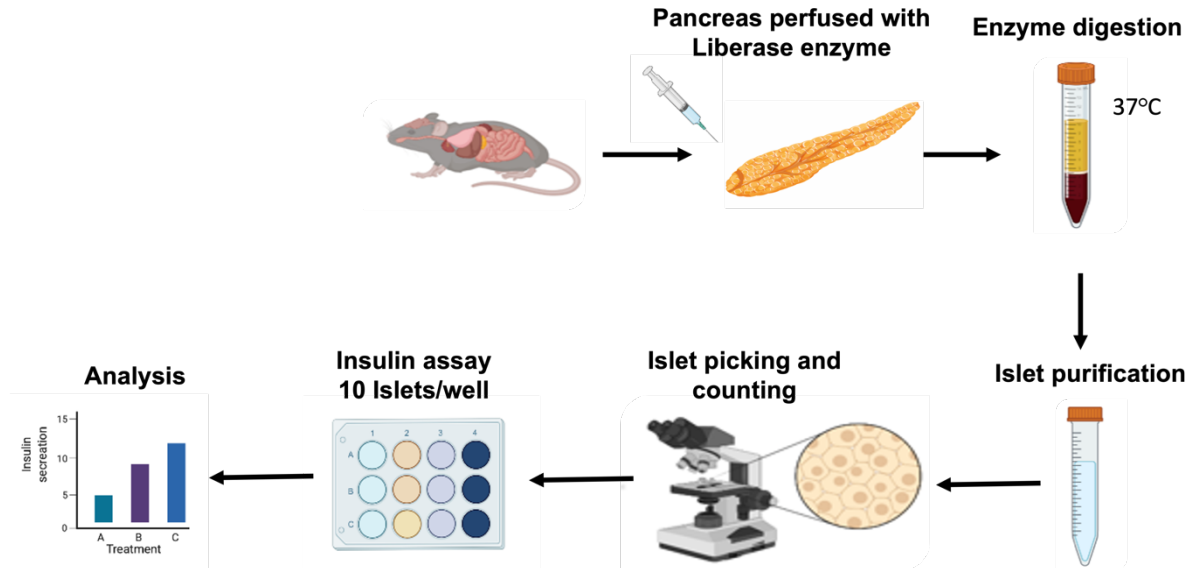 Pancreas perfused with
Liberase enzyme
Enzyme digestion
37°C
Islet purification
Islet picking and
counting
Insulin assay
10 Islets/well
1 2 3 4
A
B
C
Analysis
Insulin
secreation
15
10
5
0
A B C
Treatment